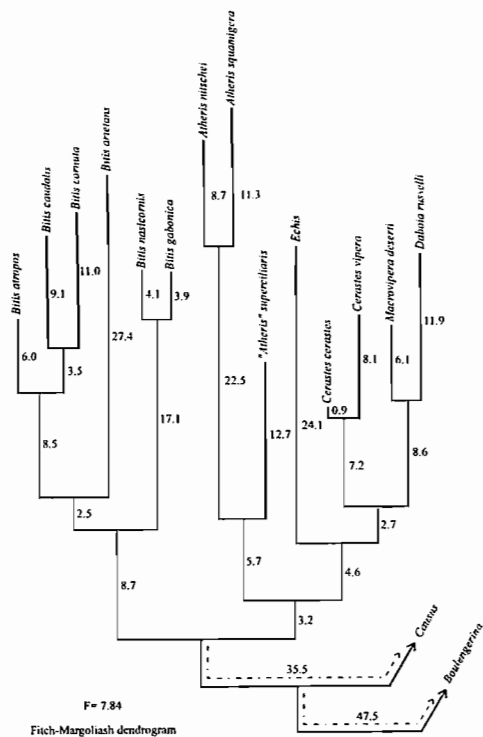 Atheris squamigera
Atheris nitschei
Bitis arietans
Bitis cornuta
Bitis caudalis
Bitis nasicornis
Bitis gabonica
Echis
Daboia russelli
Cerastes vipera
Macrovipera deserti
Bitis atropos
"Atheris" superciliaris
Cerastes cerastes
8.7
11.3
11.0
9.1
4.1
3.9
11.9
27.4
8.1
6.1
6.0
3.5
22.5
0.9
12.7
24.1
17.1
8.5
7.2
8.6
2.5
2.7
5.7
4.6
8.7
3.2
Causus
35.5
Boulengerina
47.5
F= 7.84
Fitch-Margoliash dendrogram